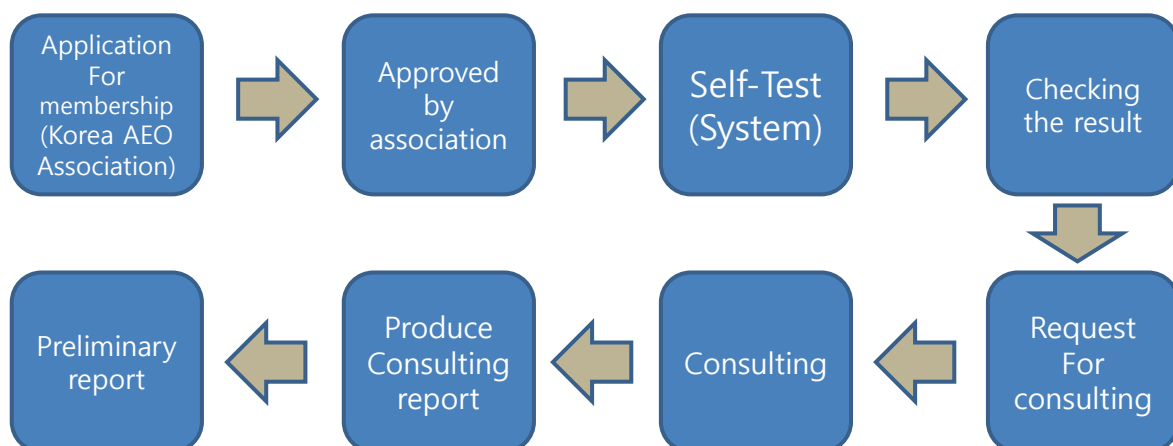 Application
For
membership
(Korea AEO
Association)
Approved
by
association
Self-Test
(System)
Checking
the result
Request
For
consulting
Consulting
Produce
Consulting
report
Preliminary
report